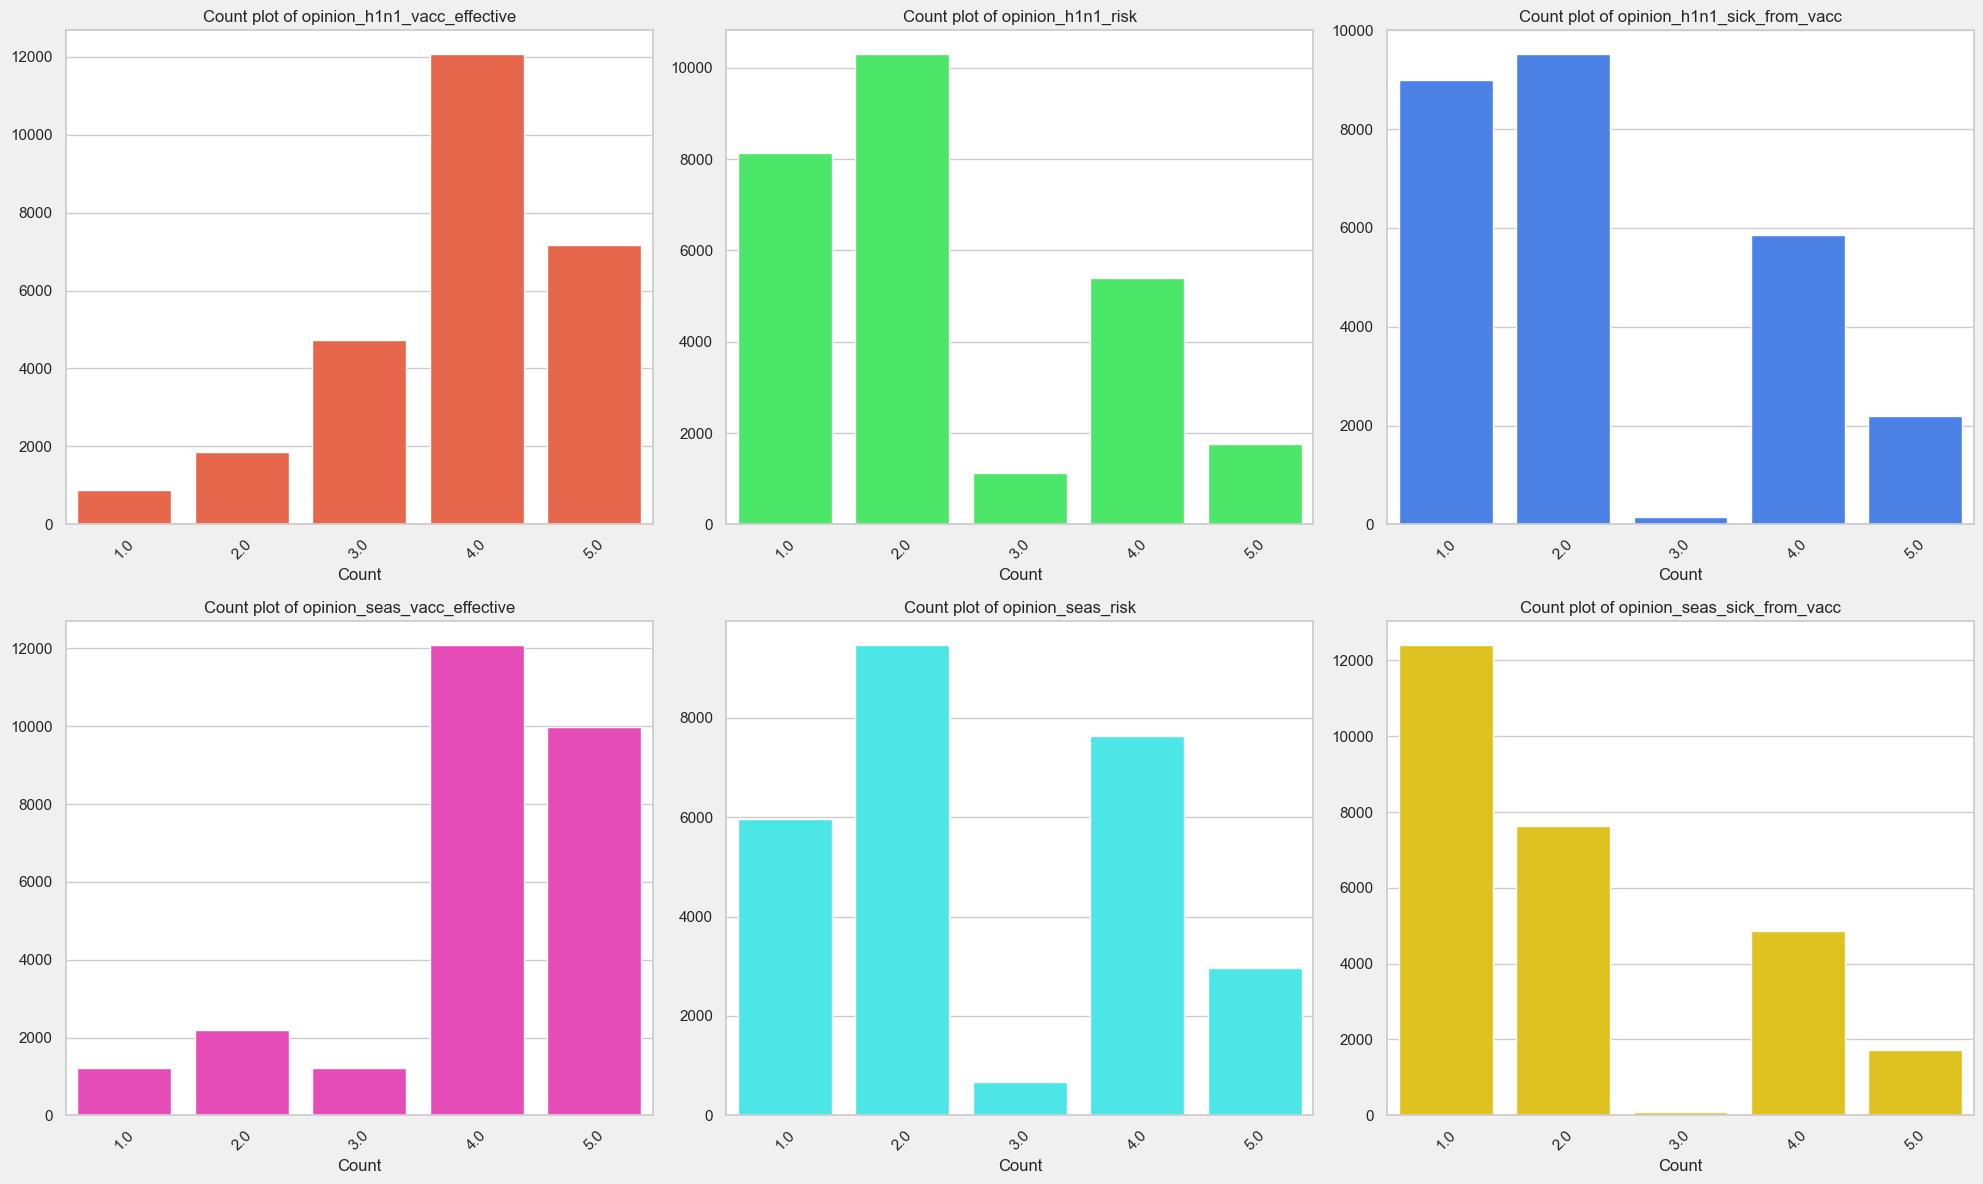 Count plot of opinion_h1n1_vacc_effective
12000
10000
8000
6000
4000
2000
0
1.0 2.0 3.0 4.0 5.0
Count
Count plot of opinion_h1n1_risk
10000
8000
6000
4000
2000
0
1.0 2.0 3.0 4.0 5.0
Count
Count plot of opinion_h1n1_sick_from_vacc
10000
8000
6000
4000
2000
0
1.0 2.0 3.0 4.0 5.0
Count
Count plot of opinion_seas_vacc_effective
12000
10000
8000
6000
4000
2000
0
1.0 2.0 3.0 4.0 5.0
Count
Count plot of opinion_seas_risk
8000
6000
4000
2000
0
1.0 2.0 3.0 4.0 5.0
Count
Count plot of opinion_seas_sick_from_vacc
12000
10000
8000
6000
4000
2000
0
1.0 2.0 3.0 4.0 5.0
Count